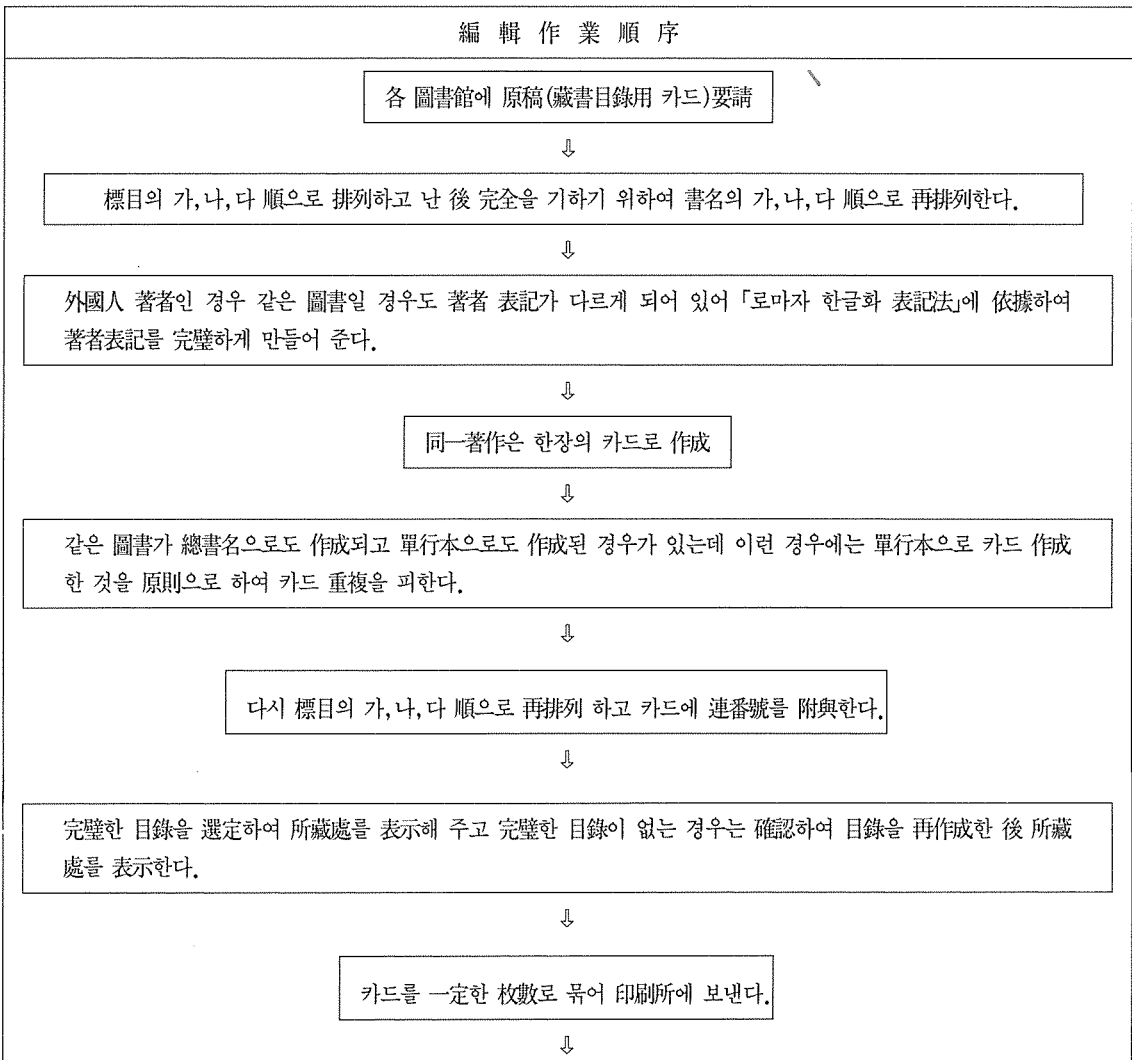 編輯作業順序
各 圖書館에 原稿(藏書目錄用 카드)要請
⇩
標目의 가,나,다 順으로 排列하고 난 後 完全을 기하기 위하여 書名의 가,나,다 順으로 再排列한다.
⇩
外國人 著者인 경우 같은 圖書일 경우도 著者 表記가 다르게 되어 있어 「로마자 한글화 表記法」에 依據하여
著者表記를 完璧하게 만들어 준다.
⇩
同一著作은 한장의 카드로 作成
⇩
같은 圖書가 總書名으로도 作成되고 單行本으로도 作成된 경우가 있는데 이런 경우에는 單行本으로 카드 作成
한 것을 原則으로 하여 카드 重複을 피한다.
⇩
다시 標目의 가,나,다 順으로 再排列 하고 카드에 連番號를 附與한다.
⇩
完璧한 目錄을 選定하여 所藏處를 表示해 주고 完璧한 目錄이 없는 경우는 確認하여 目錄을 再作成한 後 所藏
處를 表示한다.
⇩
카드를 一定한 枚數로 묶어 印刷所에 보낸다.
⇩